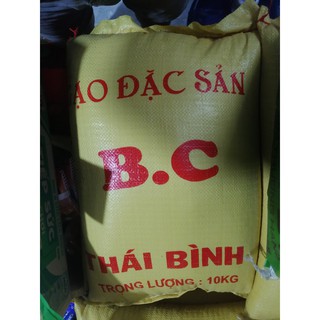 ẠO ĐẶC SẢN
B.C
THÁI BÌNH
TRỌNG LƯỢNG : 10KG